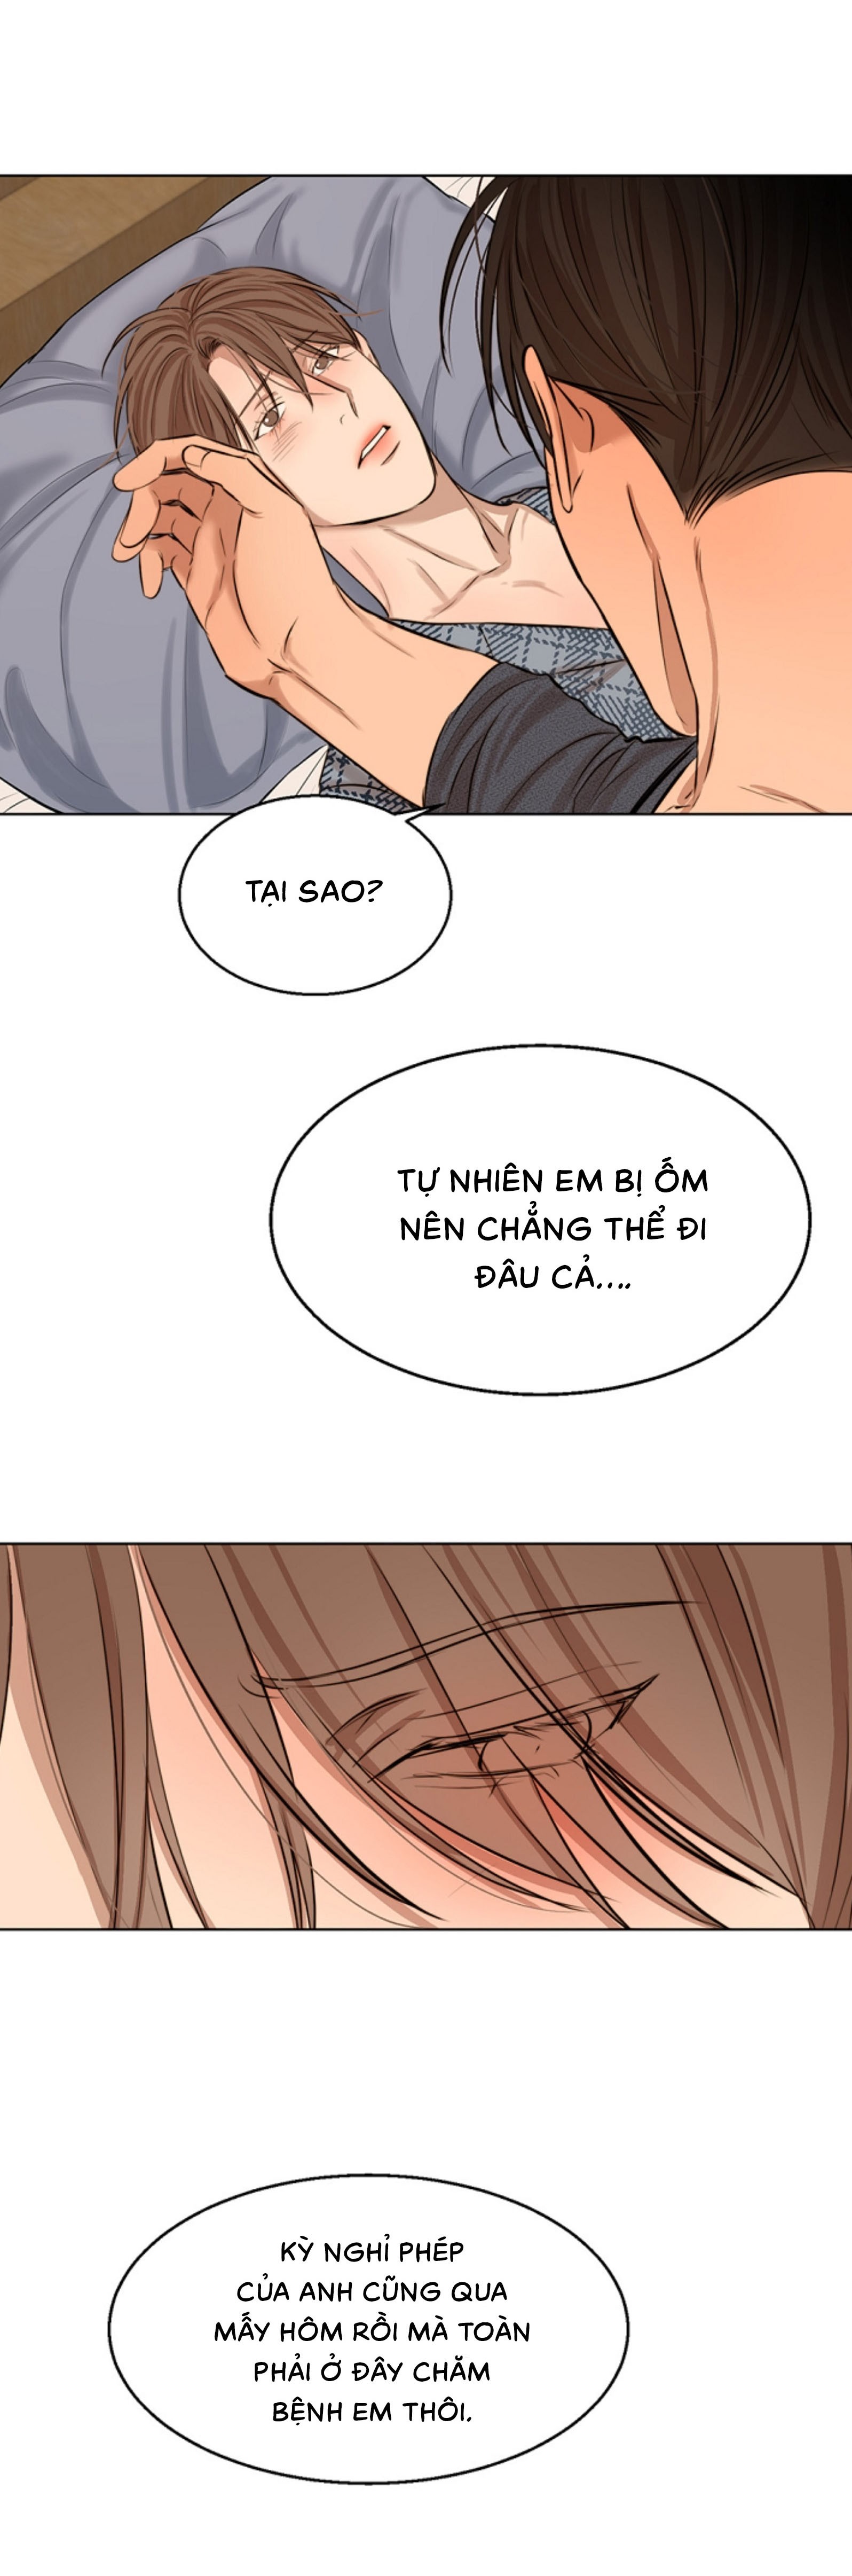 TẠI SAO?
TỰ NHIÊN EM BỊ ỐM
NÊN CHẲNG THỂ ĐI
ĐÂU CẢ....
KỲ NGHỈ PHÉP
CỦA ANH CŨNG QUA
MẤY HÔM RỒI MÀ TOÀN
PHẢI Ở ĐÂY CHĂM
BỆNH EM THÔI.